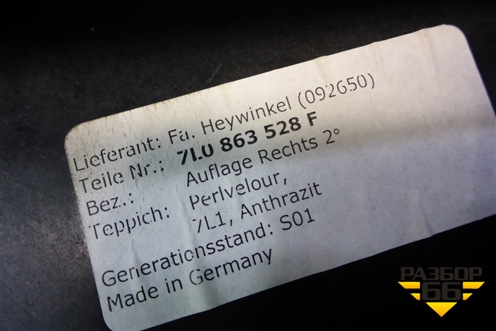 Lieferant: Fa. Heywinkel (092650)
Teile Nr.: 7L0 863 528 F
Bez.: Auflage Rechts 2°
Teppich: Perlvelour,
7L1, Anthrazit
Generationsstand: S01
Made in Germany
РАЗБОР
66